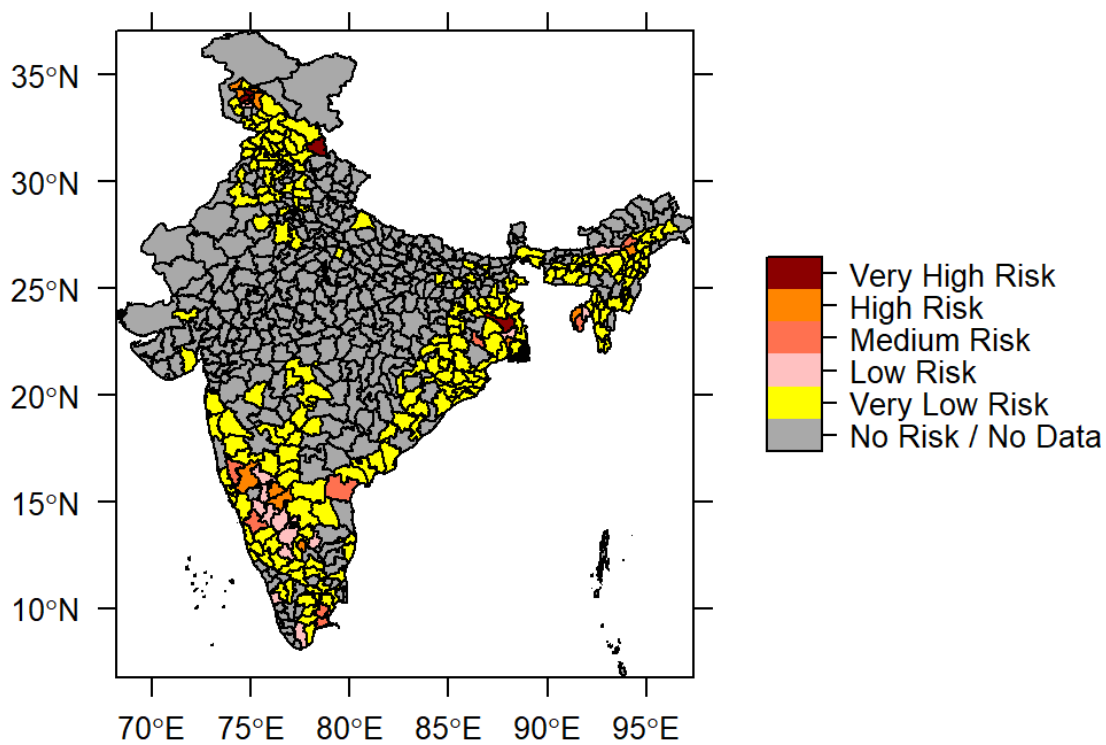 35°N
30°N
25°N
20°N
15°N
10°N
70°E 75°E 80°E 85°E 90°E 95°E
Very High Risk
High Risk
Medium Risk
Low Risk
Very Low Risk
No Risk / No Data